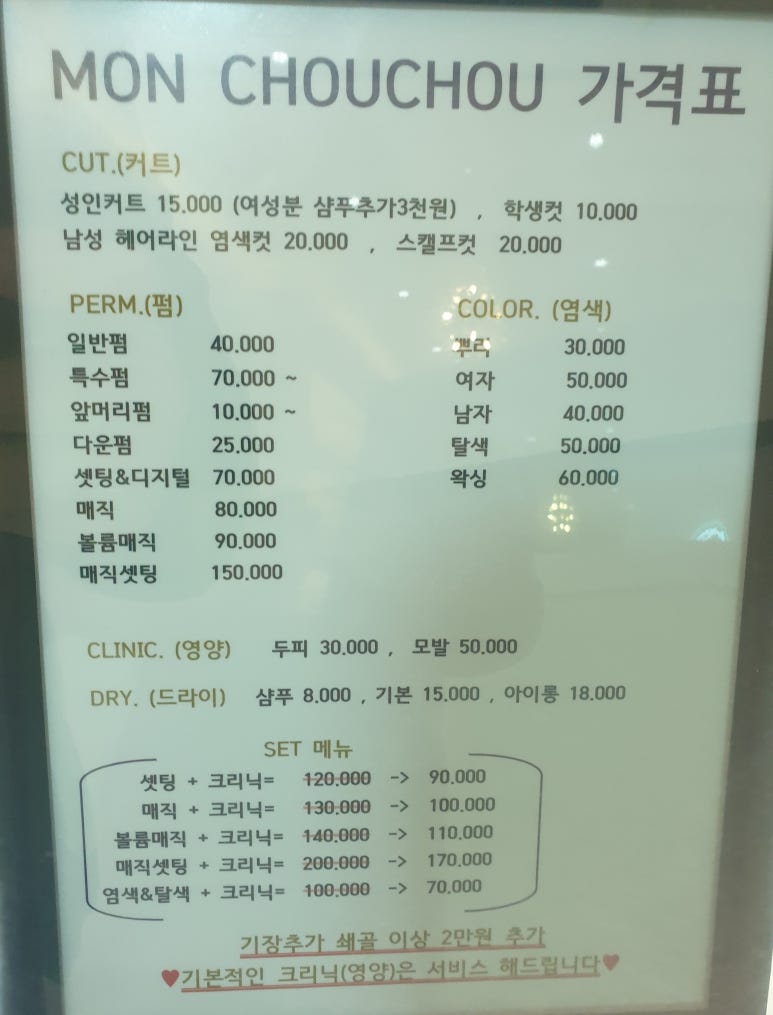 MON CHOUCHOU 가격표
CUT.(커트)
성인커트 15.000 (여성분 샴푸추가3천원) , 학생컷 10.000
남성 헤어라인 염색컷 20.000 , 스캘프컷 20.000
PERM.(펌)
일반펌 40.000
특수펌 70.000 ~
앞머리펌 10.000 ~
다운펌 25.000
셋팅&디지털 70.000
매직 80.000
볼륨매직 90.000
매직셋팅 150.000
COLOR. (염색)
뿌리 30.000
여자 50.000
남자 40.000
탈색 50.000
왁싱 60.000
CLINIC. (영양) 두피 30.000 , 모발 50.000
DRY. (드라이) 샴푸 8.000 , 기본 15.000 , 아이롱 18.000
SET 메뉴
셋팅 + 크리닉= 120.000 -> 90.000
매직 + 크리닉= 130.000 -> 100.000
볼륨매직 + 크리닉= 140.000 -> 110.000
매직셋팅 + 크리닉= 200.000 -> 170.000
염색&탈색 + 크리닉= 100.000 -> 70.000
기장추가 쇄골 이상 2만원 추가
♥기본적인 크리닉(영양)은 서비스 해드립니다♥